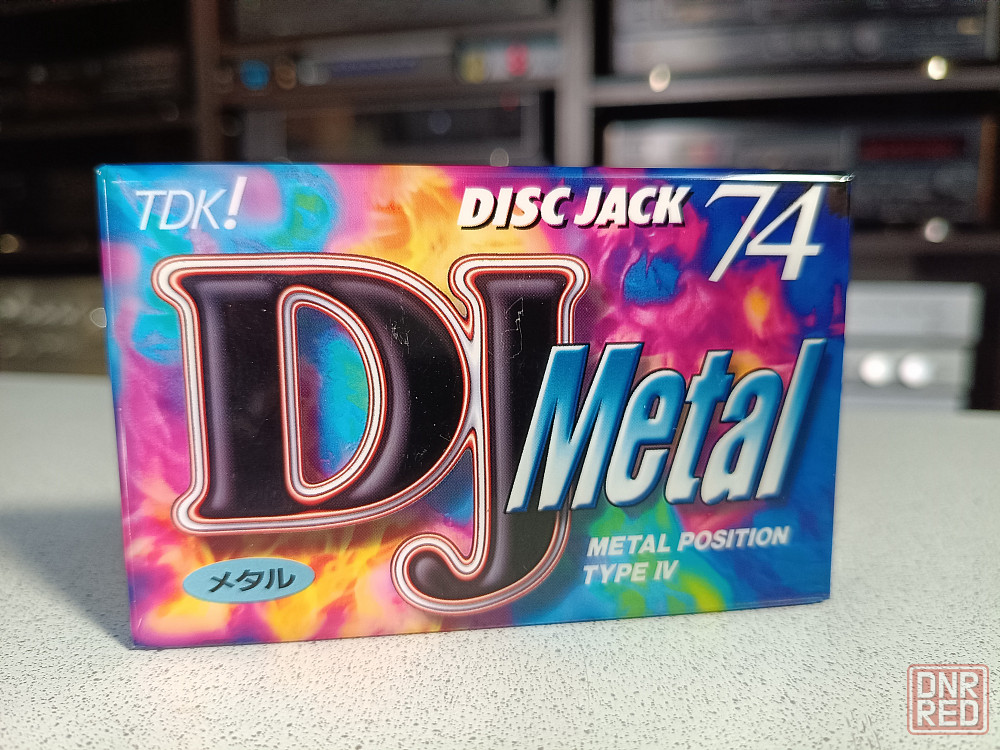 TDK!
DISC JACK 74
DJ
Metal
METAL POSITION
TYPE IV
メタル
DNR
RED